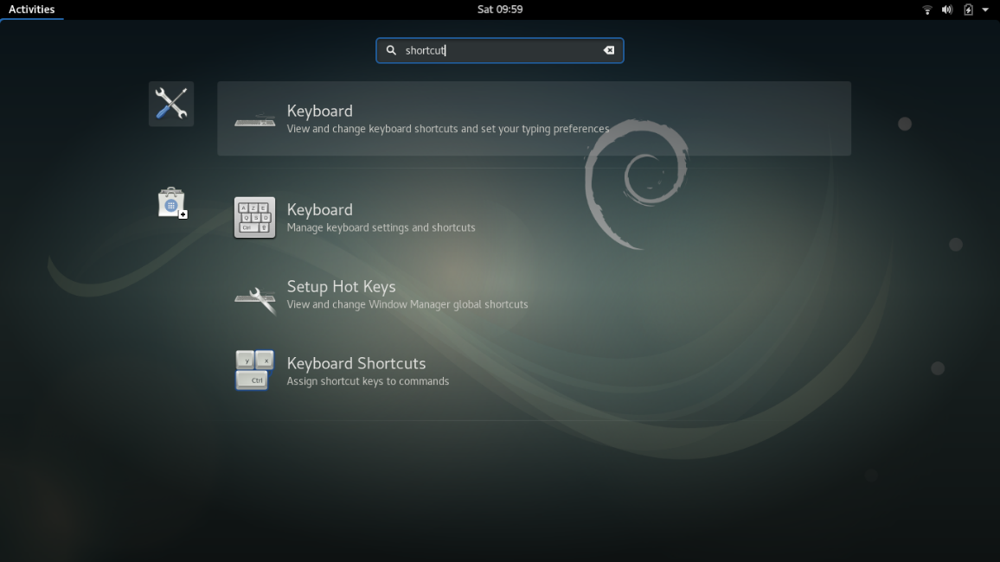 Activities
Sat 09:59
shortcut
Keyboard
View and change keyboard shortcuts and set your typing preferences
Keyboard
Manage keyboard settings and shortcuts
A Z E
Q S D
Ctrl
Setup Hot Keys
View and change Window Manager global shortcuts
y x
Ctrl
Keyboard Shortcuts
Assign shortcut keys to commands